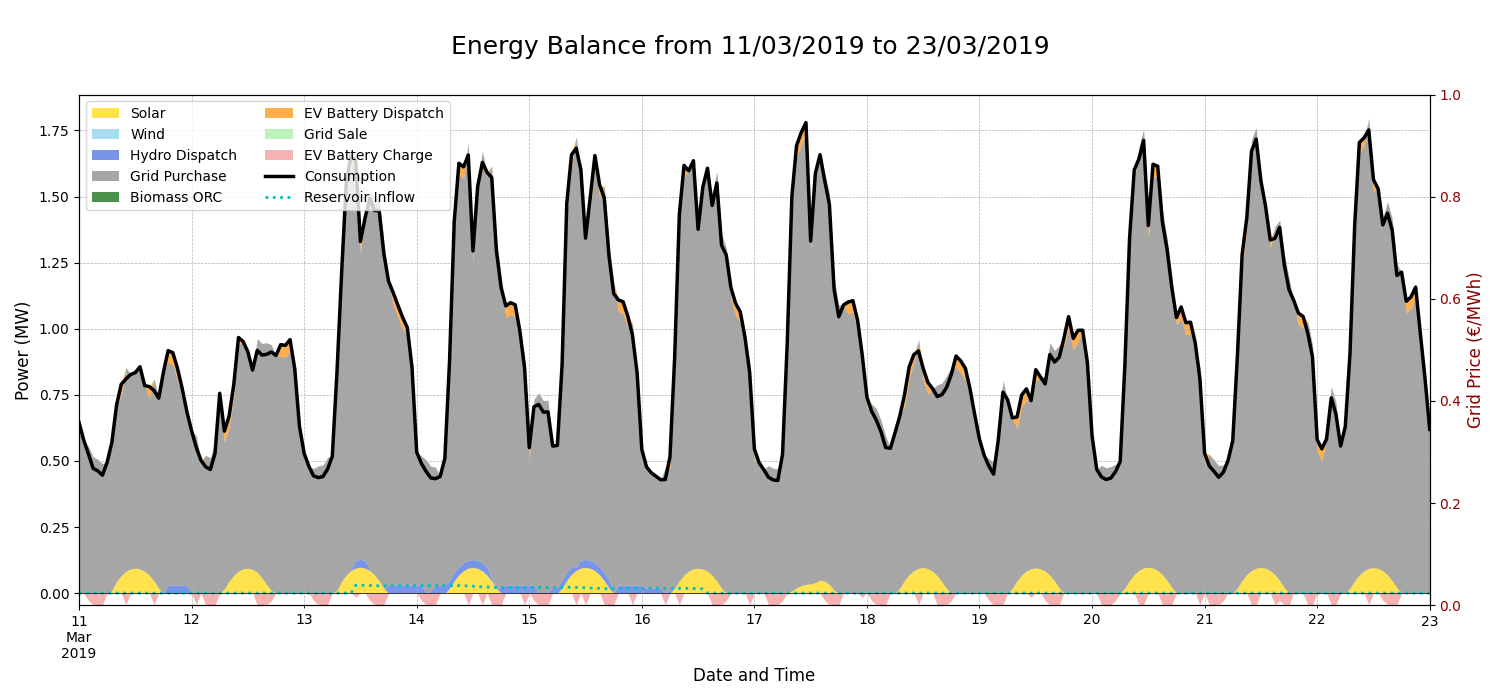 Energy Balance from 11/03/2019 to 23/03/2019
Solar
Wind
Hydro Dispatch
Grid Purchase
Biomass ORC
EV Battery Dispatch
Grid Sale
EV Battery Charge
Consumption
Reservoir Inflow
Power (MW)
1.75
1.50
1.25
1.00
0.75
0.50
0.25
0.00
Grid Price (€/MWh)
1.0
0.8
0.6
0.4
0.2
0.0
11 12 13 14 15 16 17 18 19 20 21 22 23
Mar
2019
Date and Time